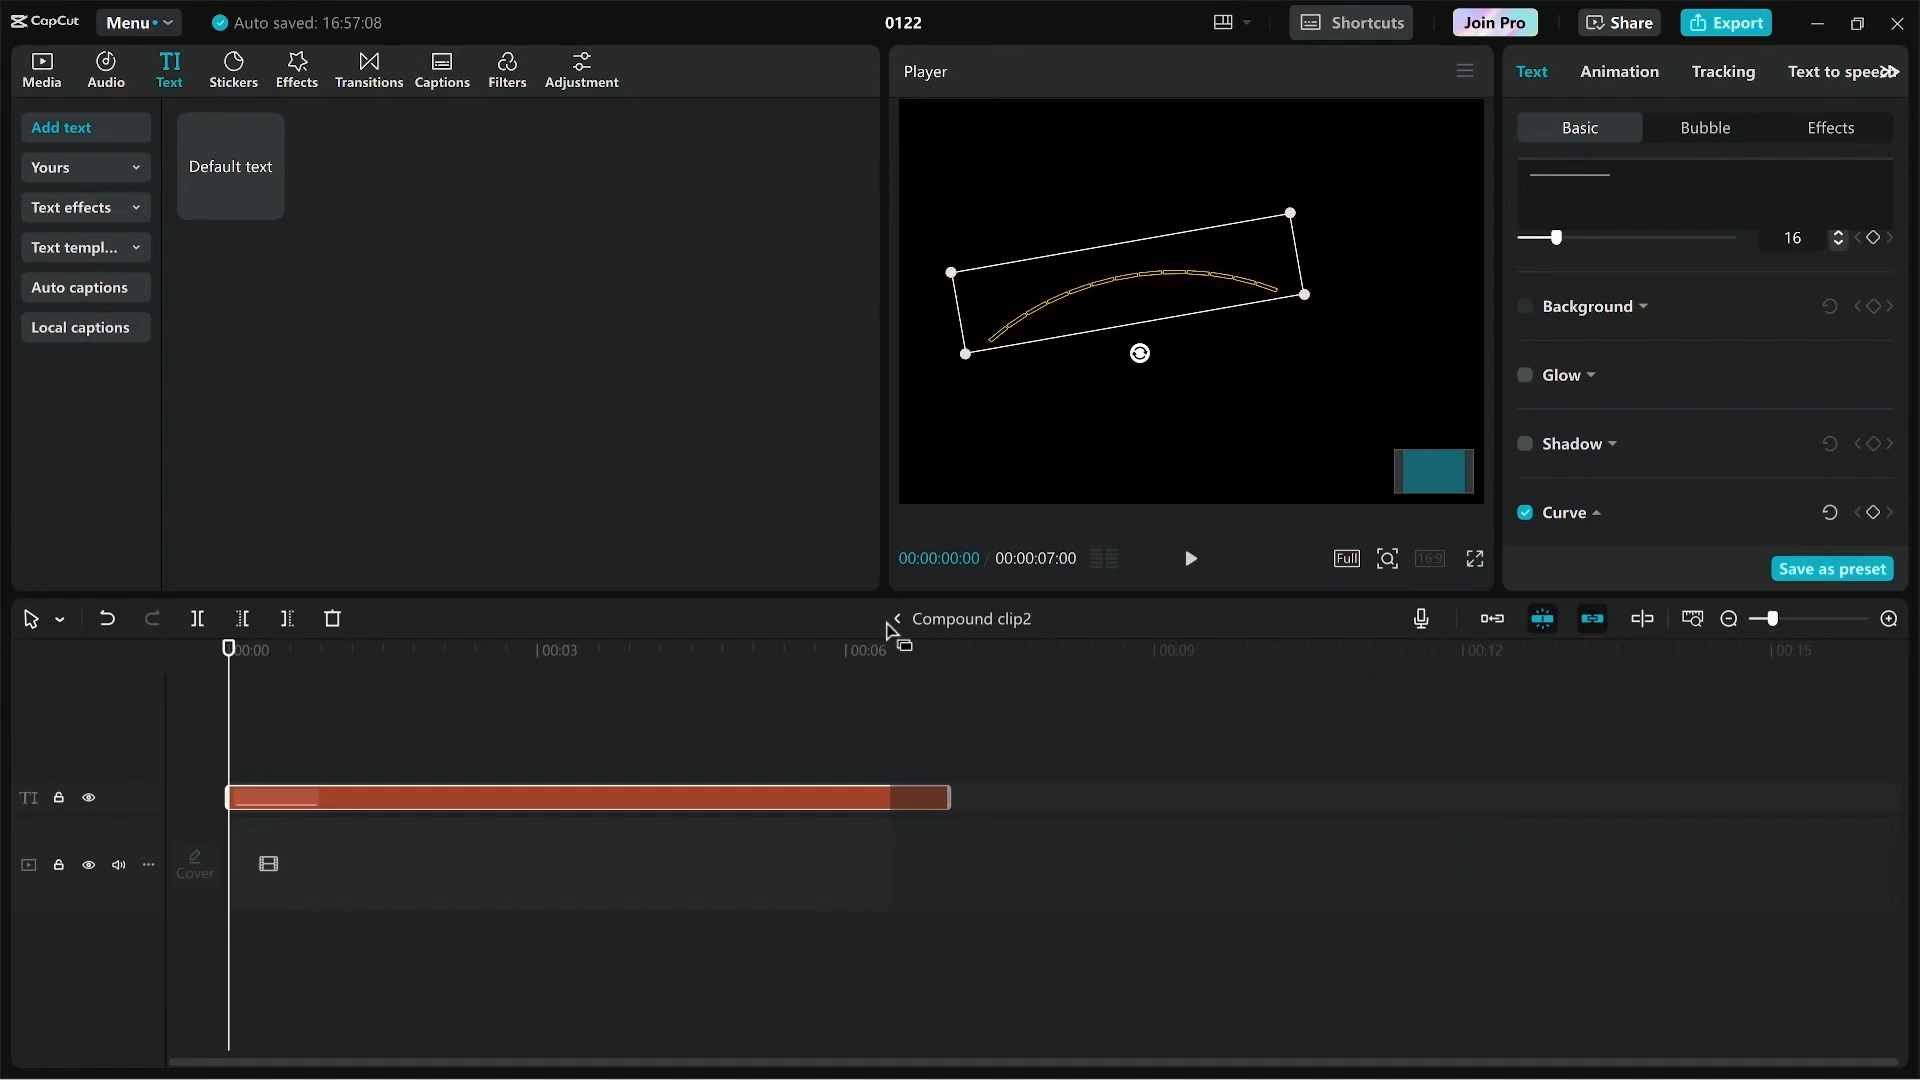 CapCut
Menu
Auto saved: 16:57:08
0122
Shortcuts
Join Pro
Share
Export
Media
Audio
TI
Text
Stickers
Effects
Transitions
Captions
Filters
Adjustment
Add text
Yours
Text effects
Text templ...
Auto captions
Local captions
Default text
Player
00:00:00:00 / 00:00:07:00
Full
16:9
Text
Animation
Tracking
Text to speech
Basic
Bubble
Effects
16
Background
Glow
Shadow
Curve
Save as preset
Compound clip2
00:00
00:03
00:06
00:09
00:12
00:15
TI
Cover